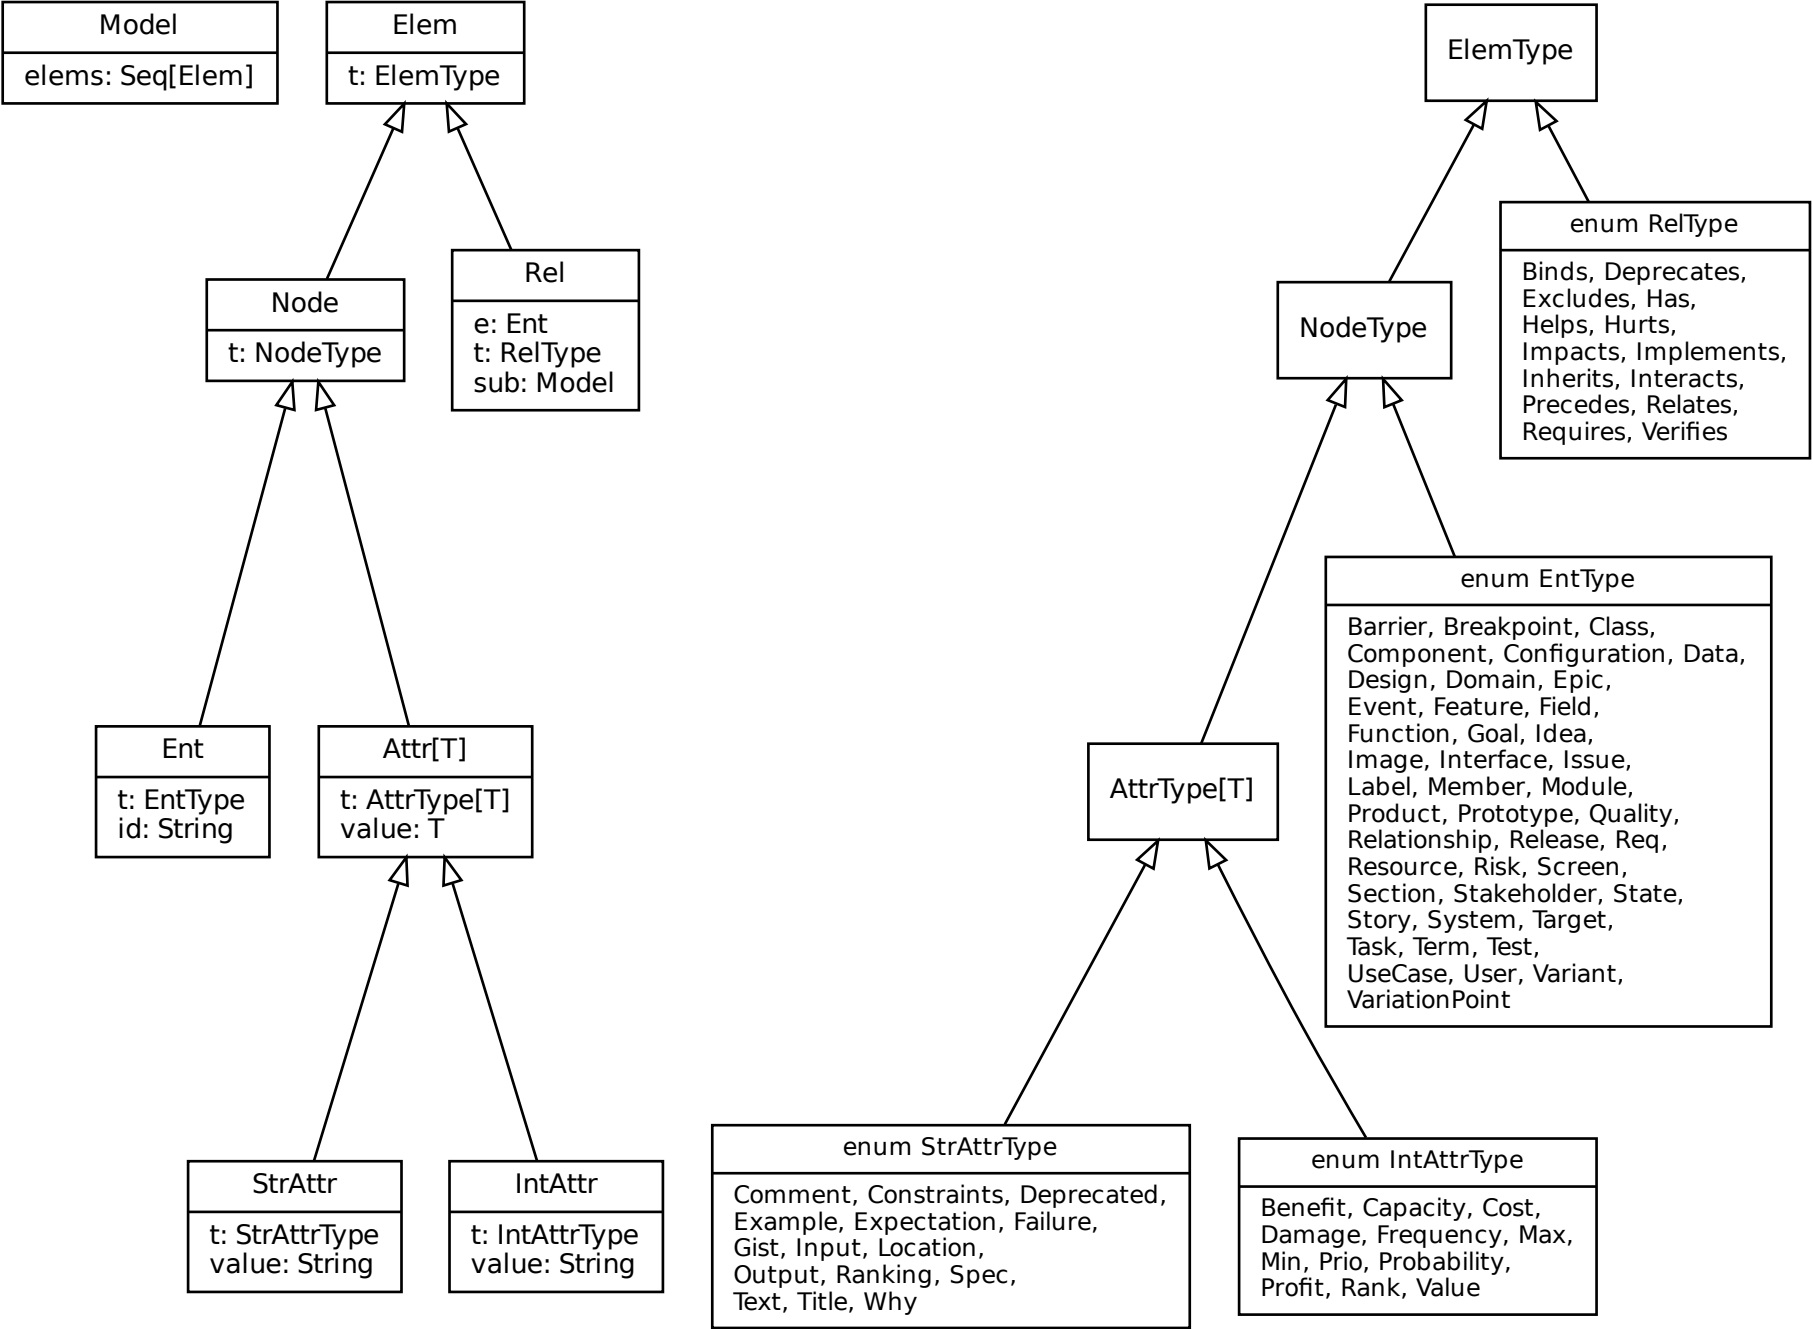 Model
elems: Seq[Elem]
Elem
t: ElemType
ElemType
Node
t: NodeType
Rel
e: Ent
t: RelType
sub: Model
NodeType
enum RelType
Binds, Deprecates,
Excludes, Has,
Helps, Hurts,
Impacts, Implements,
Inherits, Interacts,
Precedes, Relates,
Requires, Verifies
Ent
t: EntType
id: String
Attr[T]
t: AttrType[T]
value: T
AttrType[T]
enum EntType
Barrier, Breakpoint, Class,
Component, Configuration, Data,
Design, Domain, Epic,
Event, Feature, Field,
Function, Goal, Idea,
Image, Interface, Issue,
Label, Member, Module,
Product, Prototype, Quality,
Relationship, Release, Req,
Resource, Risk, Screen,
Section, Stakeholder, State,
Story, System, Target,
Task, Term, Test,
UseCase, User, Variant,
VariationPoint
StrAttr
t: StrAttrType
value: String
IntAttr
t: IntAttrType
value: String
enum StrAttrType
Comment, Constraints, Deprecated,
Example, Expectation, Failure,
Gist, Input, Location,
Output, Ranking, Spec,
Text, Title, Why
enum IntAttrType
Benefit, Capacity, Cost,
Damage, Frequency, Max,
Min, Prio, Probability,
Profit, Rank, Value